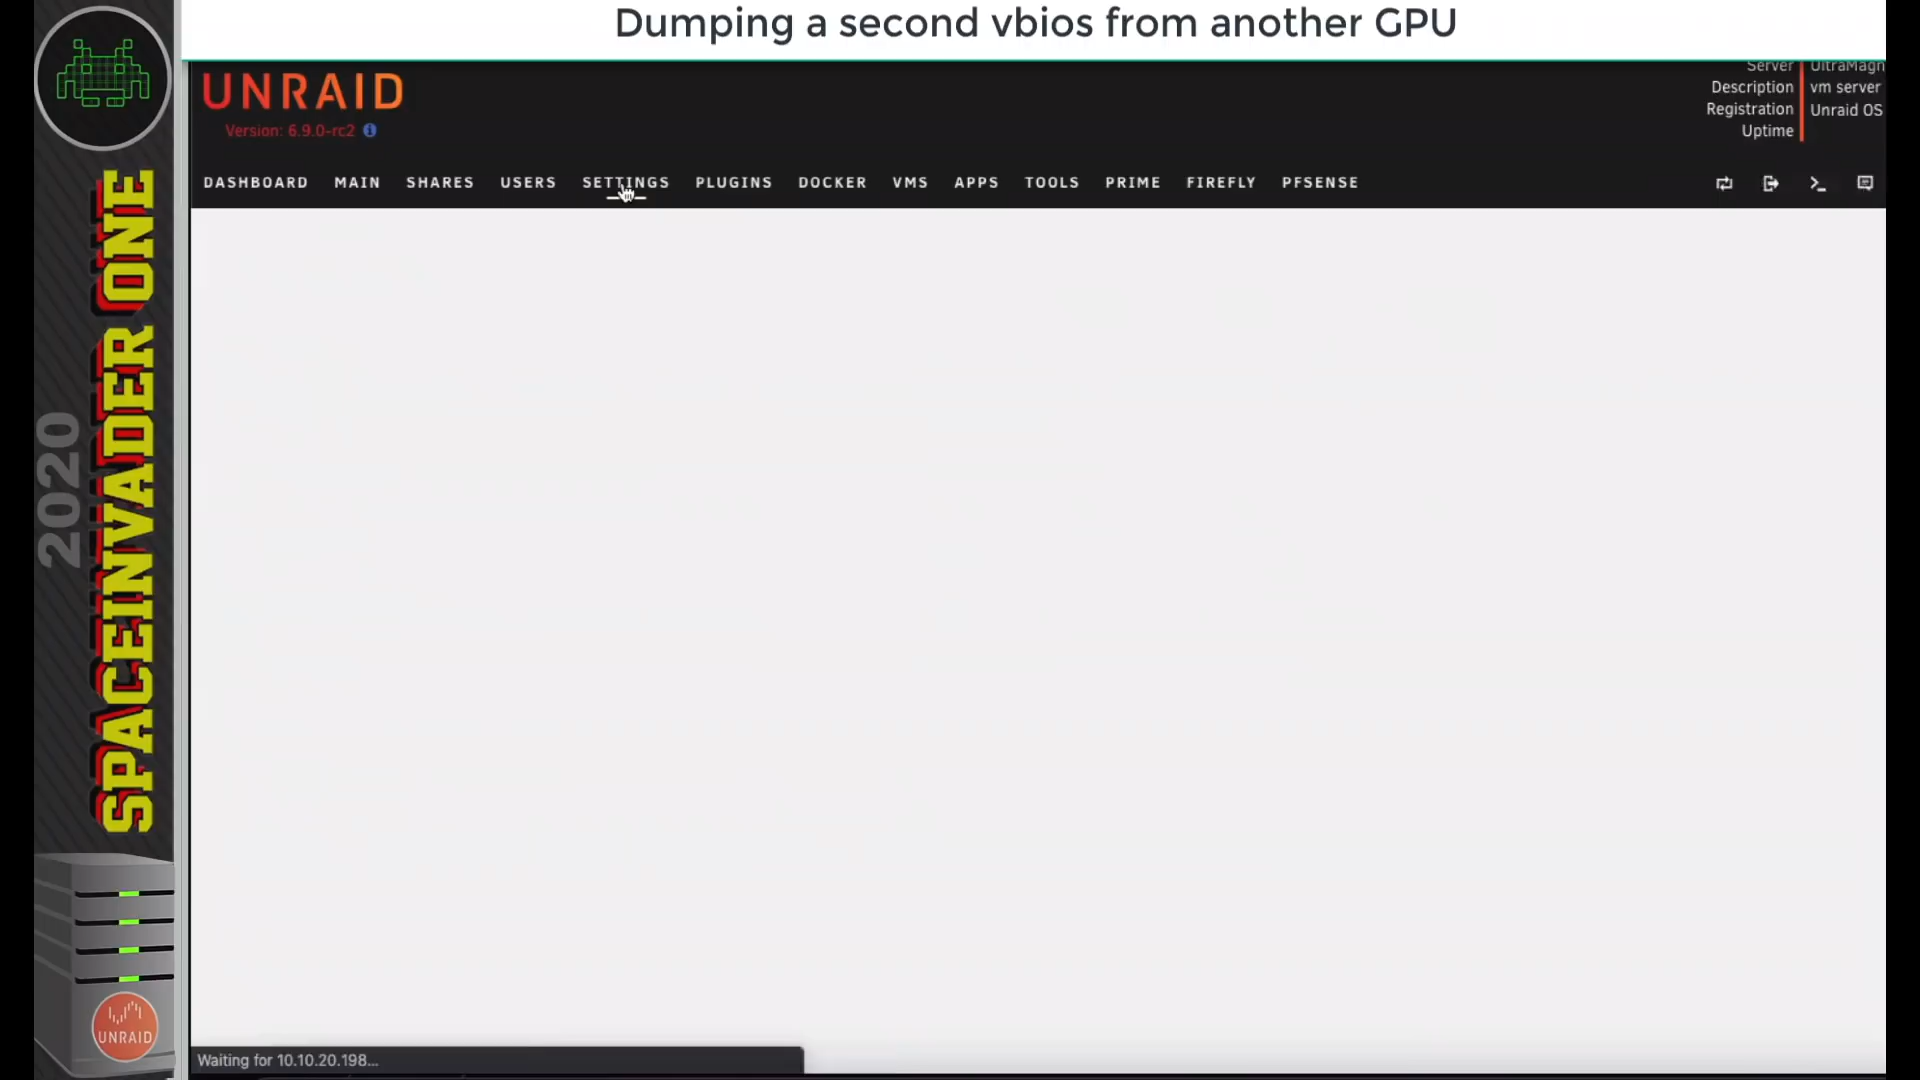 Dumping a second vbios from another GPU
UNRAID
Version: 6.9.0-rc2
Server UltraMagn
Description vm server
Registration Unraid OS
Uptime
DASHBOARD MAIN SHARES USERS SETTINGS PLUGINS DOCKER VMS APPS TOOLS PRIME FIREFLY PFSENSE
2020
SPACEINVADER ONE
UNRAID
Waiting for 10.10.20.198...